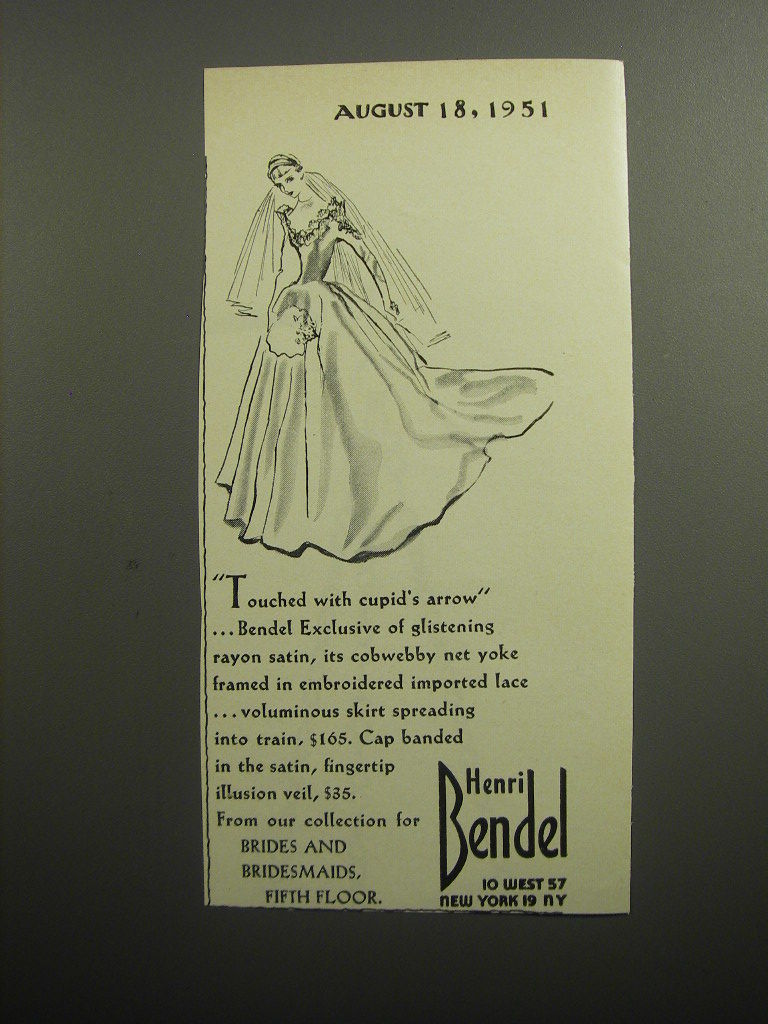 AUGUST 18, 1951
"Touched with cupid's arrow"
...Bendel Exclusive of glistening
rayon satin, its cobwebby net yoke
framed in embroidered imported lace
...voluminous skirt spreading
into train, $165. Cap banded
in the satin, fingertip
illusion veil, $35.
From our collection for
BRIDES AND
BRIDESMAIDS,
FIFTH FLOOR.
Henri
Bendel
10 WEST 57
NEW YORK 19 NY